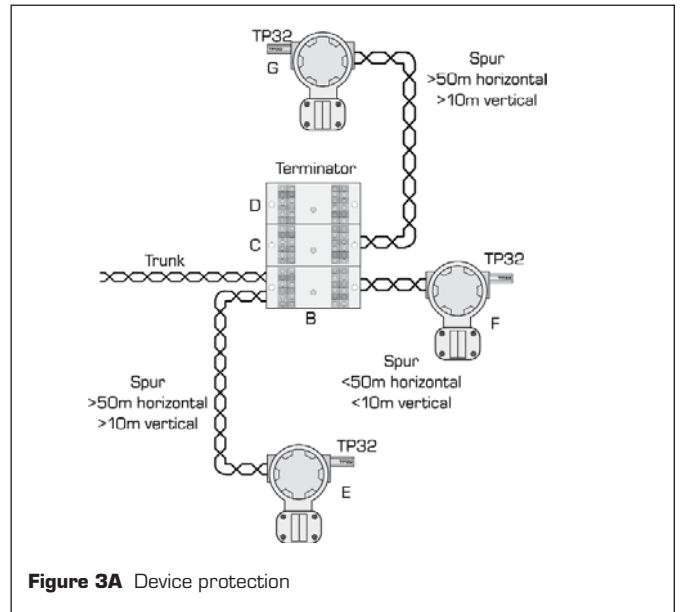 TP32
G
Spur
>50m horizontal
>10m vertical
Terminator
D
C
Trunk
B
TP32
F
Spur
>50m horizontal
>10m vertical
Spur
<50m horizontal
<10m vertical
TP32
E
Figure 3A Device protection